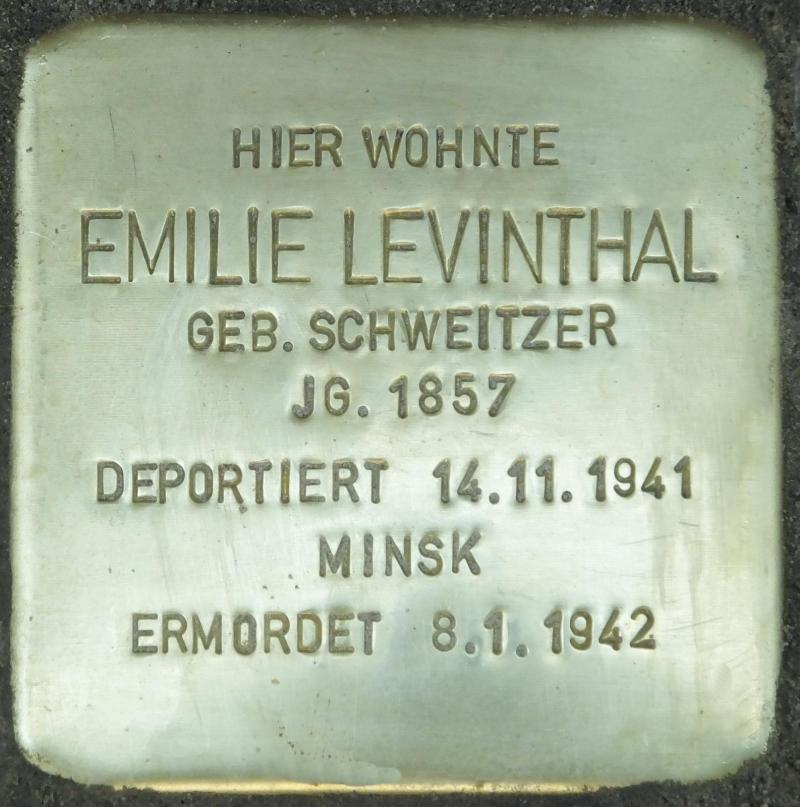 HIER WOHNTE
EMILIE LEVINTHAL
GEB. SCHWEITZER
JG. 1857
DEPORTIERT 14.11.1941
MINSK
ERMORDET 8.1.1942